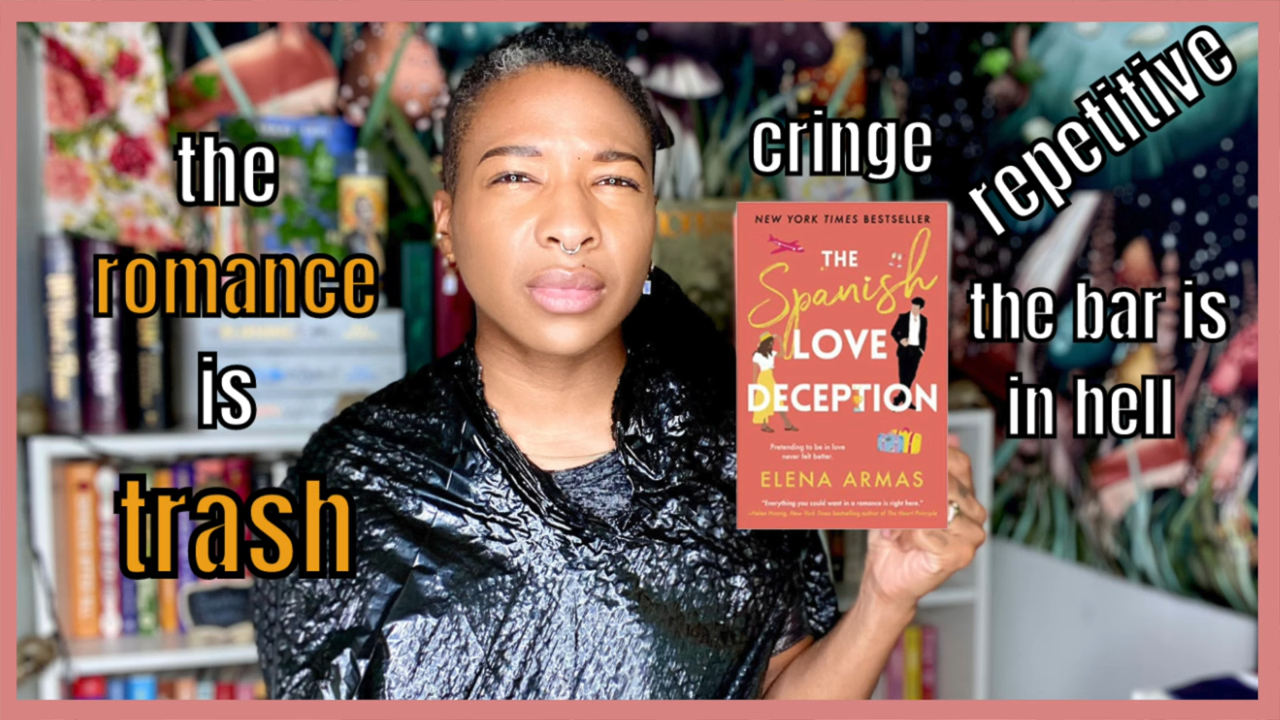 the
romance
is
trash
cringe
repetitive
the bar is
in hell
NEW YORK TIMES BESTSELLER
THE
Spanish
LOVE
DECEPTION
Pretending to be in love
never felt better.
ELENA ARMAS
"Everything you could want in a romance is right here."
—Helen Hoang, New York Times bestselling author of The Heart Principle